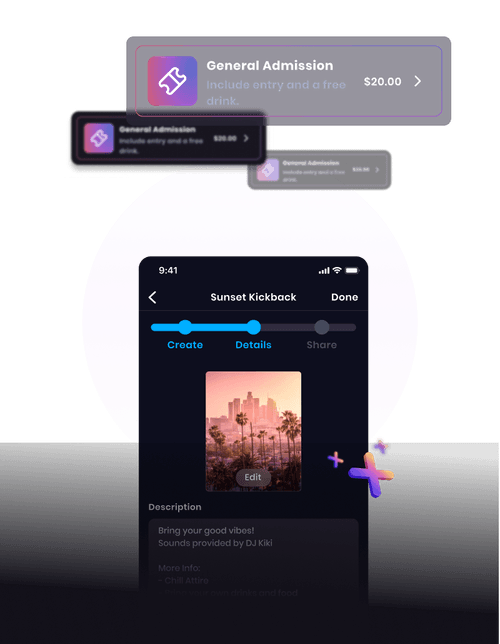 General Admission
Include entry and a free
drink.
$20.00
General Admission
Include entry and a free
drink.
$20.00
General Admission
Include entry and a free
drink.
$20.00
9:41
Sunset Kickback
Done
Create
Details
Share
Edit
Description
Bring your good vibes!
Sounds provided by DJ Kiki
More Info:
- Chill Attire